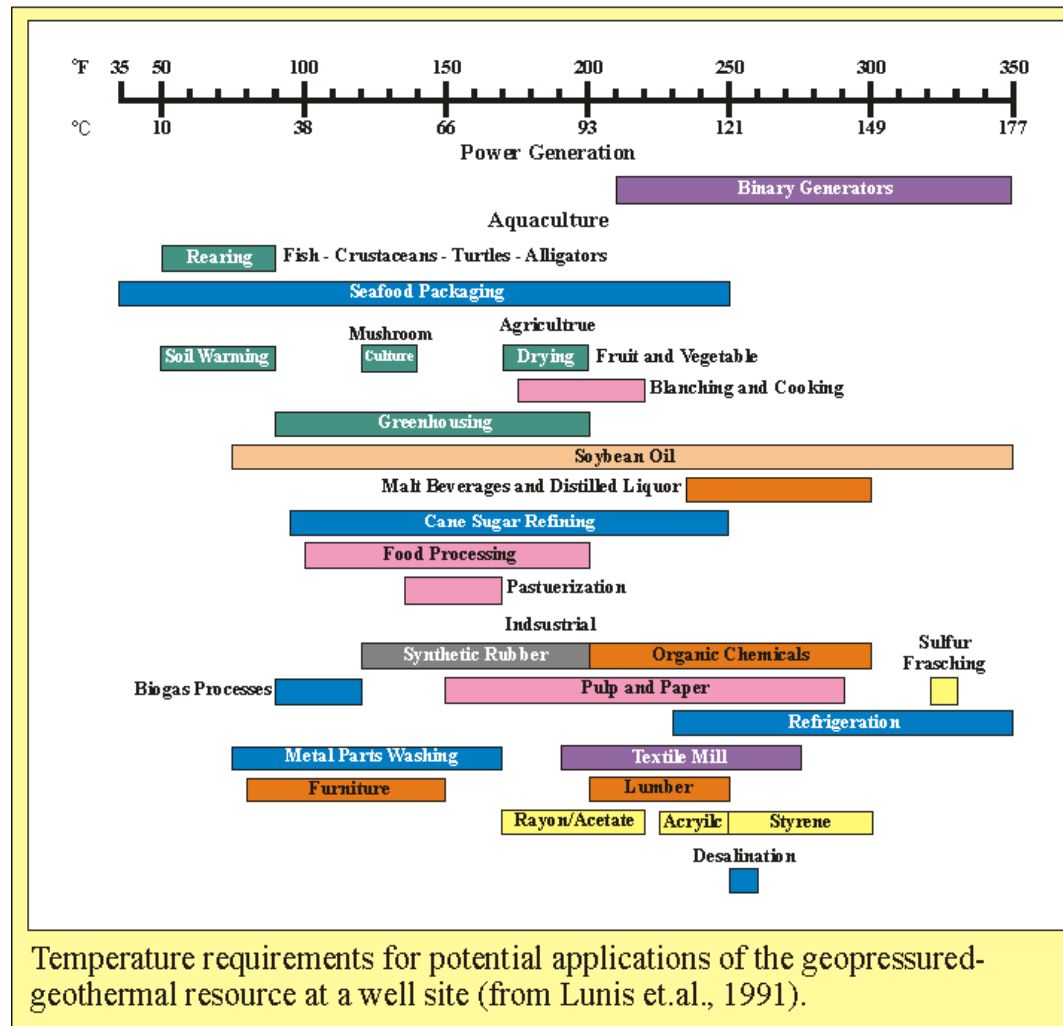 °F 35 50 100 150 200 250 300 350
°C 10 38 66 93 121 149 177
Power Generation
Binary Generators
Aquaculture
Rearing Fish - Crustaceans - Turtles - Alligators
Seafood Packaging
Mushroom Agricultrue
Soil Warming Culture Drying Fruit and Vegetable
Blanching and Cooking
Greenhousing
Soybean Oil
Malt Beverages and Distilled Liquor
Cane Sugar Refining
Food Processing
Pastuerization
Indsustrial
Sulfur
Synthetic Rubber Organic Chemicals Frasching
Biogas Processes Pulp and Paper
Refrigeration
Metal Parts Washing Textile Mill
Furniture Lumber
Rayon/Acetate Acryilc Styrene
Desalination
Temperature requirements for potential applications of the geopressured-
geothermal resource at a well site (from Lunis et.al., 1991).